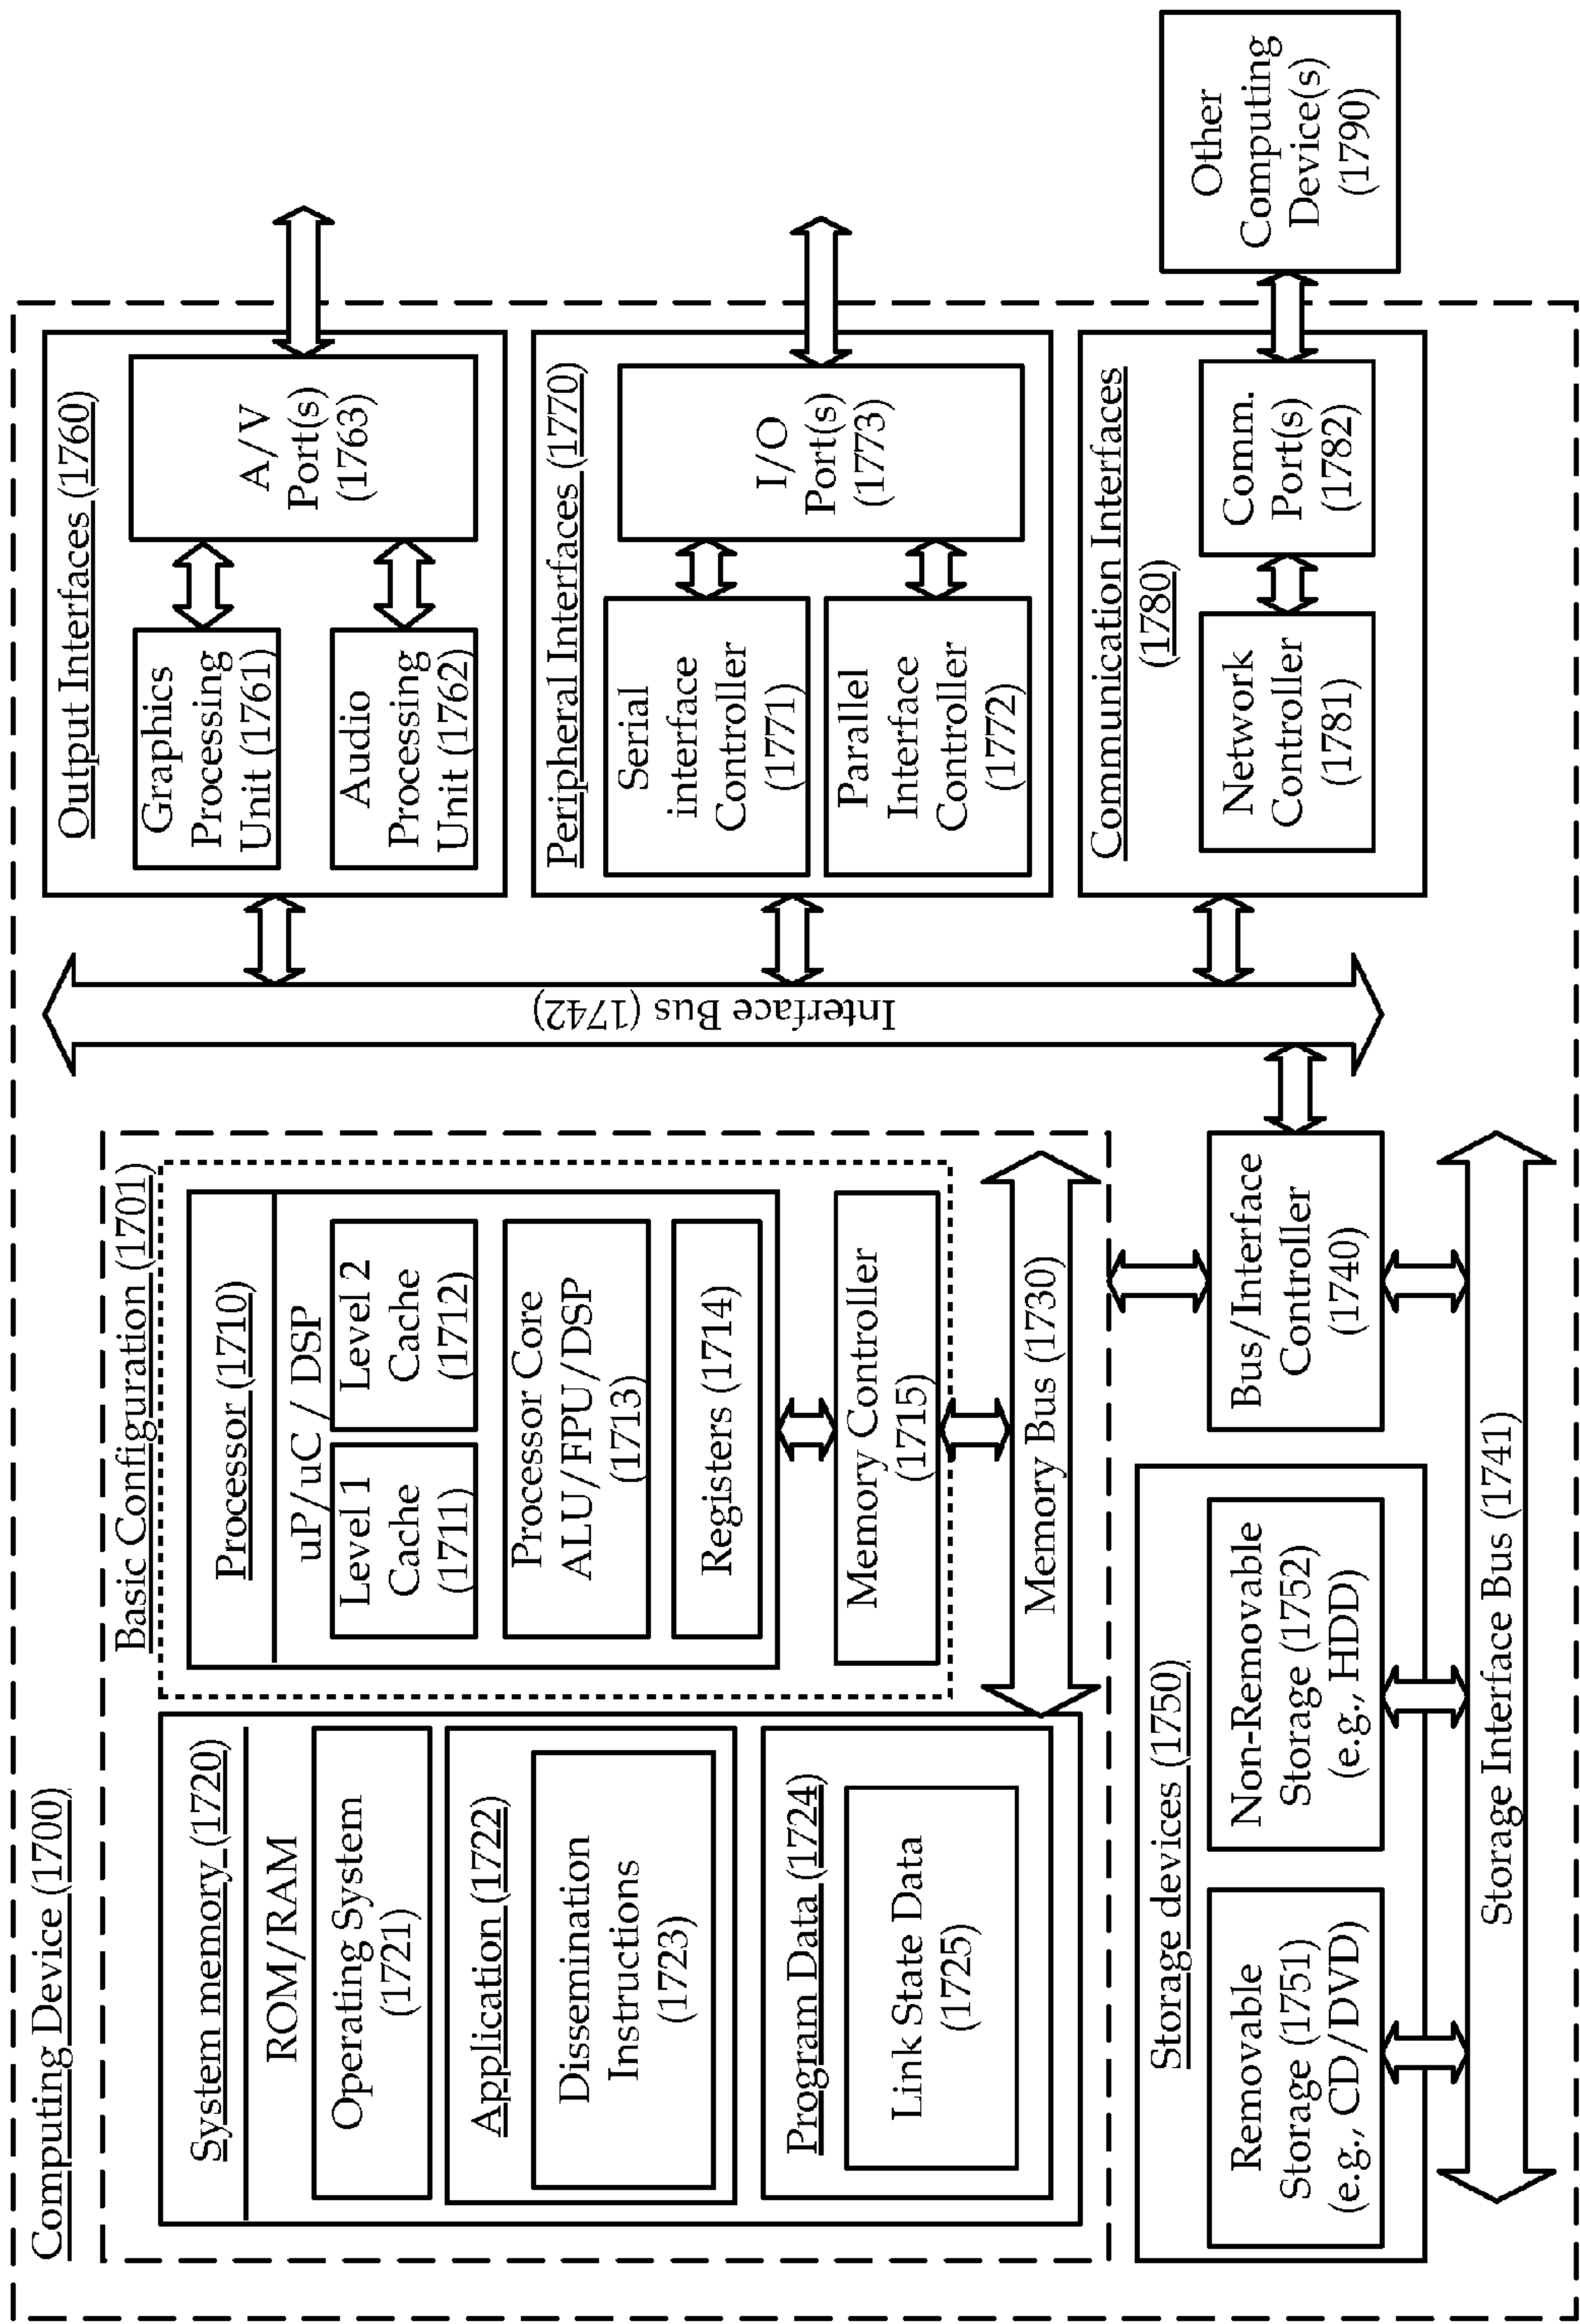 Computing Device (1700)
Basic Configuration (1701)
System memory (1720)
ROM/RAM
Operating System
(1721)
Application (1722)
Dissemination
Instructions
(1723)
Program Data (1724)
Link State Data
(1725)
Processor (1710)
uP/uC / DSP
Level 1
Cache
(1711)
Level 2
Cache
(1712)
Processor Core
ALU/FPU/DSP
(1713)
Registers (1714)
Memory Controller
(1715)
Memory Bus (1730)
Bus/Interface
Controller
(1740)
Storage devices (1750)
Removable
Storage (1751)
(e.g., CD/DVD)
Non-Removable
Storage (1752)
(e.g., HDD)
Storage Interface Bus (1741)
Interface Bus (1742)
Output Interfaces (1760)
Graphics
Processing
Unit (1761)
Audio
Processing
Unit (1762)
A/V
Port(s)
(1763)
Peripheral Interfaces (1770)
Serial
interface
Controller
(1771)
Parallel
Interface
Controller
(1772)
I/O
Port(s)
(1773)
Communication Interfaces
(1780)
Network
Controller
(1781)
Comm.
Port(s)
(1782)
Other
Computing
Device(s)
(1790)